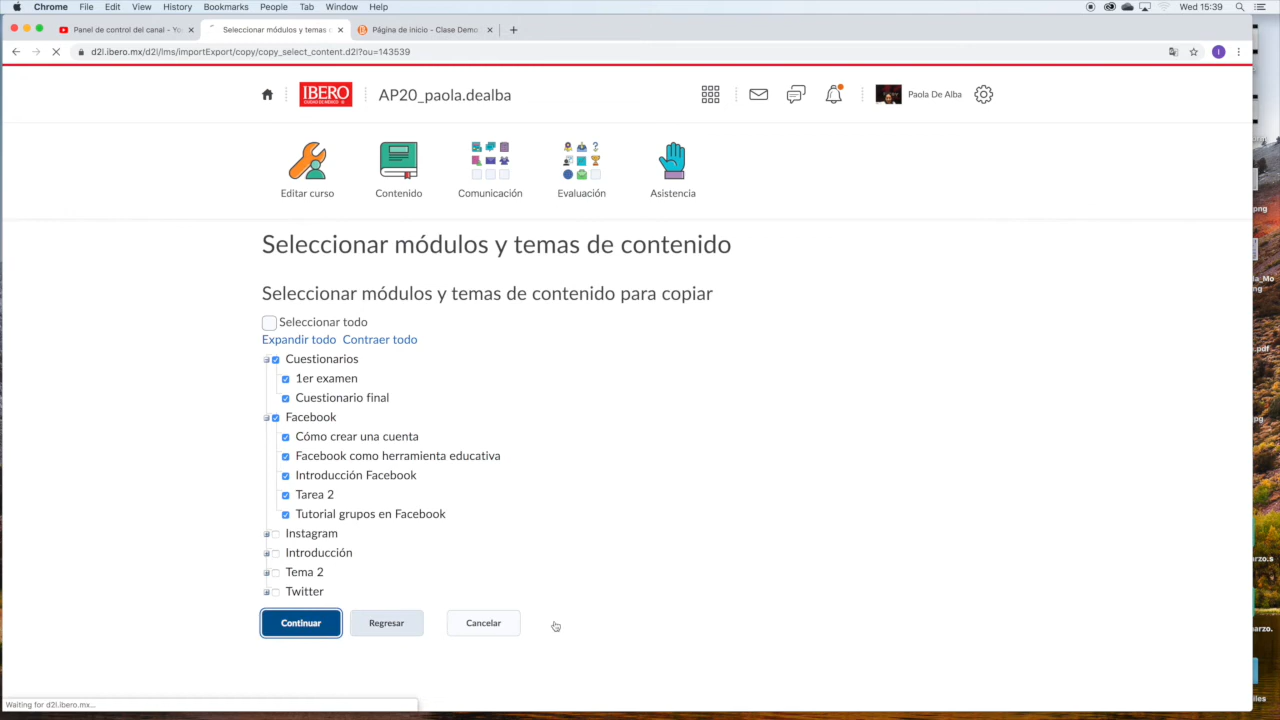 Chrome File Edit View History Bookmarks People Tab Window Help Wed 15:39
Panel de control del canal - Yo Seleccionar módulos y temas Página de inicio - Clase Demo
d2l.ibero.mx/d2l/lms/importExport/copy/copy_select_content.d2l?ou=143539
IBERO
CIUDAD DE MÉXICO
AP20_paola.dealba
Paola De Alba
Editar curso Contenido Comunicación Evaluación Asistencia
Seleccionar módulos y temas de contenido
Seleccionar módulos y temas de contenido para copiar
Seleccionar todo
Expandir todo Contraer todo
Cuestionarios
1er examen
Cuestionario final
Facebook
Cómo crear una cuenta
Facebook como herramienta educativa
Introducción Facebook
Tarea 2
Tutorial grupos en Facebook
Instagram
Introducción
Tema 2
Twitter
Continuar Regresar Cancelar
Waiting for d2l.ibero.mx...